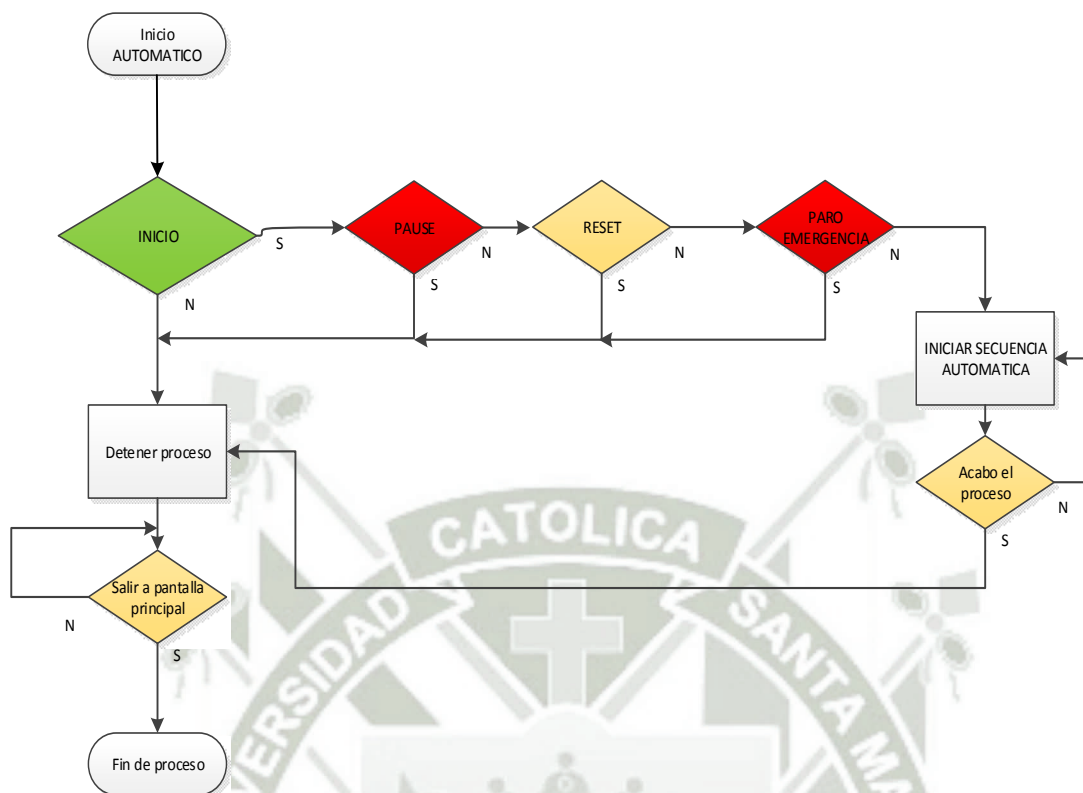 Inicio
AUTOMATICO
INICIO
S
N
PAUSE
N
S
RESET
N
S
PARO
EMERGENCIA
N
S
INICIAR SECUENCIA
AUTOMATICA
Detener proceso
Acabo el
proceso
N
S
Salir a pantalla
principal
N
S
Fin de proceso
CATOLICA
SANTA MA
VERSIDAD